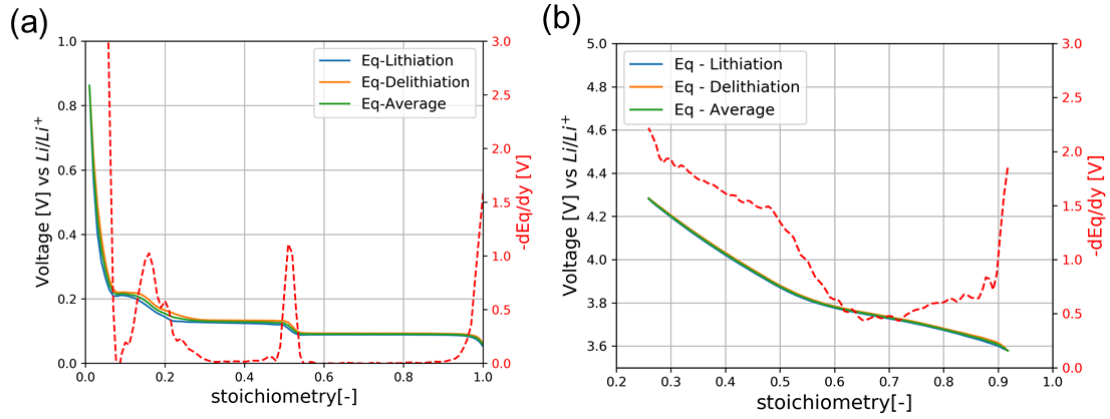 (a)
1.0
0.8
0.6
0.4
0.2
0.0
Voltage [V] vs Li/Li+
Eq-Lithiation
Eq-Delithiation
Eq-Average
3.0
2.5
2.0
1.5
1.0
0.5
0.0
-dEq/dy [V]
0.0 0.2 0.4 0.6 0.8 1.0
stoichiometry[-]
(b)
5.0
4.8
4.6
4.4
4.2
4.0
3.8
3.6
Voltage [V] vs Li/Li+
Eq - Lithiation
Eq - Delithiation
Eq - Average
3.0
2.5
2.0
1.5
1.0
0.5
0.0
-dEq/dy [V]
0.2 0.3 0.4 0.5 0.6 0.7 0.8 0.9 1.0
stoichiometry[-]